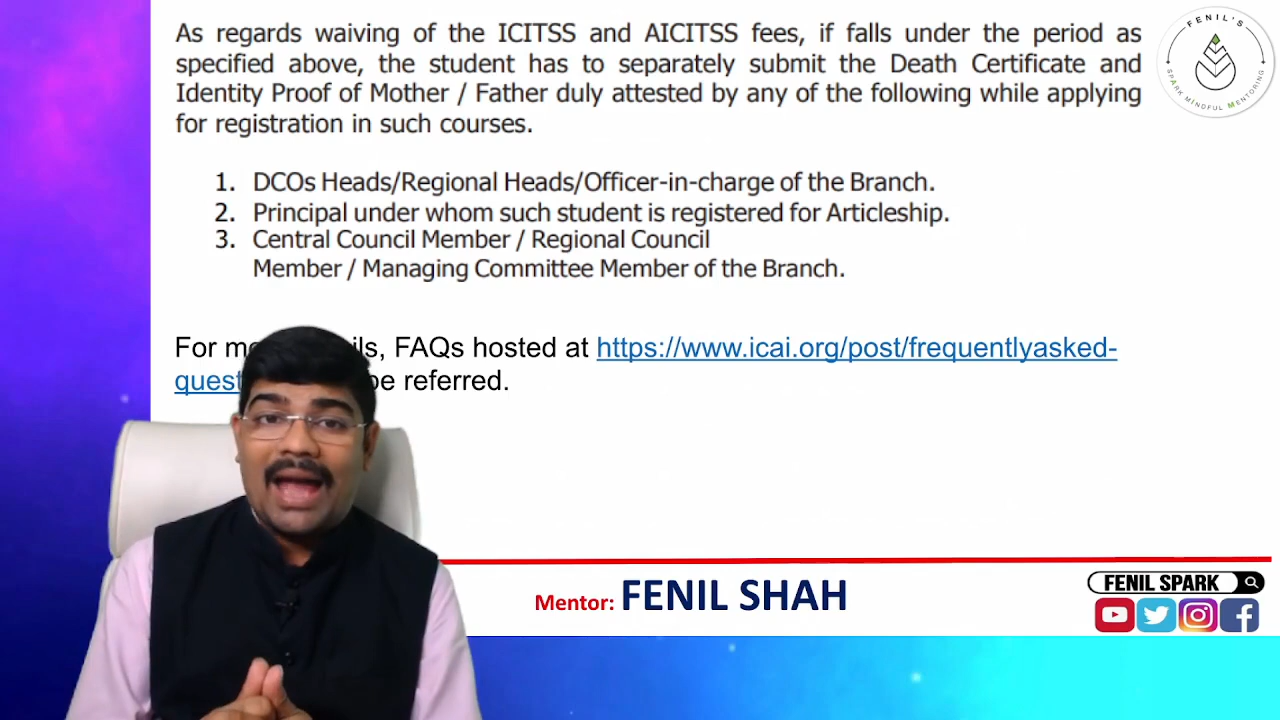 As regards waiving of the ICITSS and AICITSS fees, if falls under the period as
specified above, the student has to separately submit the Death Certificate and
Identity Proof of Mother / Father duly attested by any of the following while applying
for registration in such courses.
1. DCOs Heads/Regional Heads/Officer-in-charge of the Branch.
2. Principal under whom such student is registered for Articleship.
3. Central Council Member / Regional Council
Member / Managing Committee Member of the Branch.
For FAQs hosted at https://www.icai.org/post/frequentlyasked-
be referred.
Mentor: FENIL SHAH
FENIL SPARK
FENIL'S
SPARK MINDFUL MENTORING